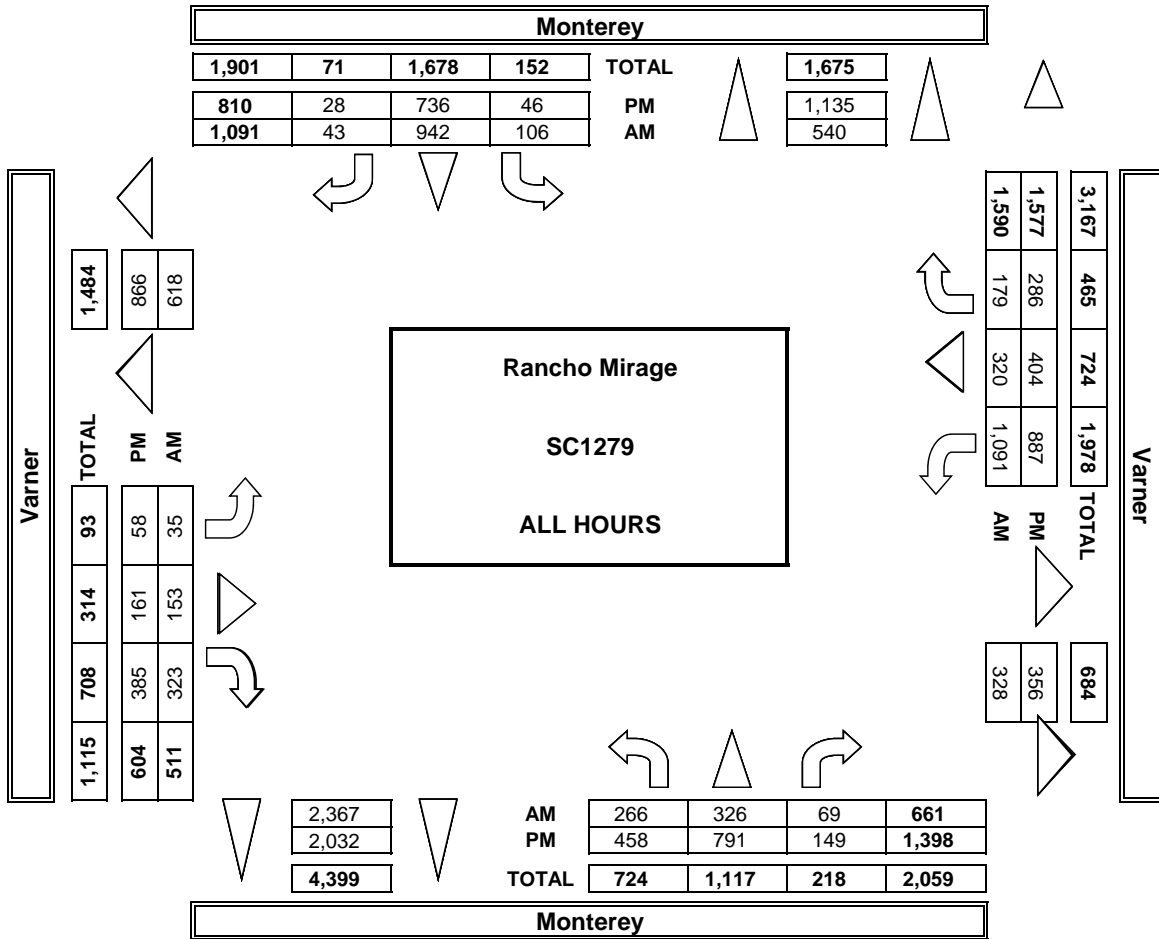 Monterey
1,901 71 1,678 152 TOTAL 1,675
810 28 736 46 PM 1,135
1,091 43 942 106 AM 540
Varner
1,484
866
618
TOTAL 93 314 708 1,115
PM 58 161 385 604
AM 35 153 323 511
Rancho Mirage
SC1279
ALL HOURS
3,167 465 724 1,978 TOTAL
1,577 286 404 887 PM
1,590 179 320 1,091 AM
684
356
328
Varner
2,367 AM 266 326 69 661
2,032 PM 458 791 149 1,398
4,399 TOTAL 724 1,117 218 2,059
Monterey